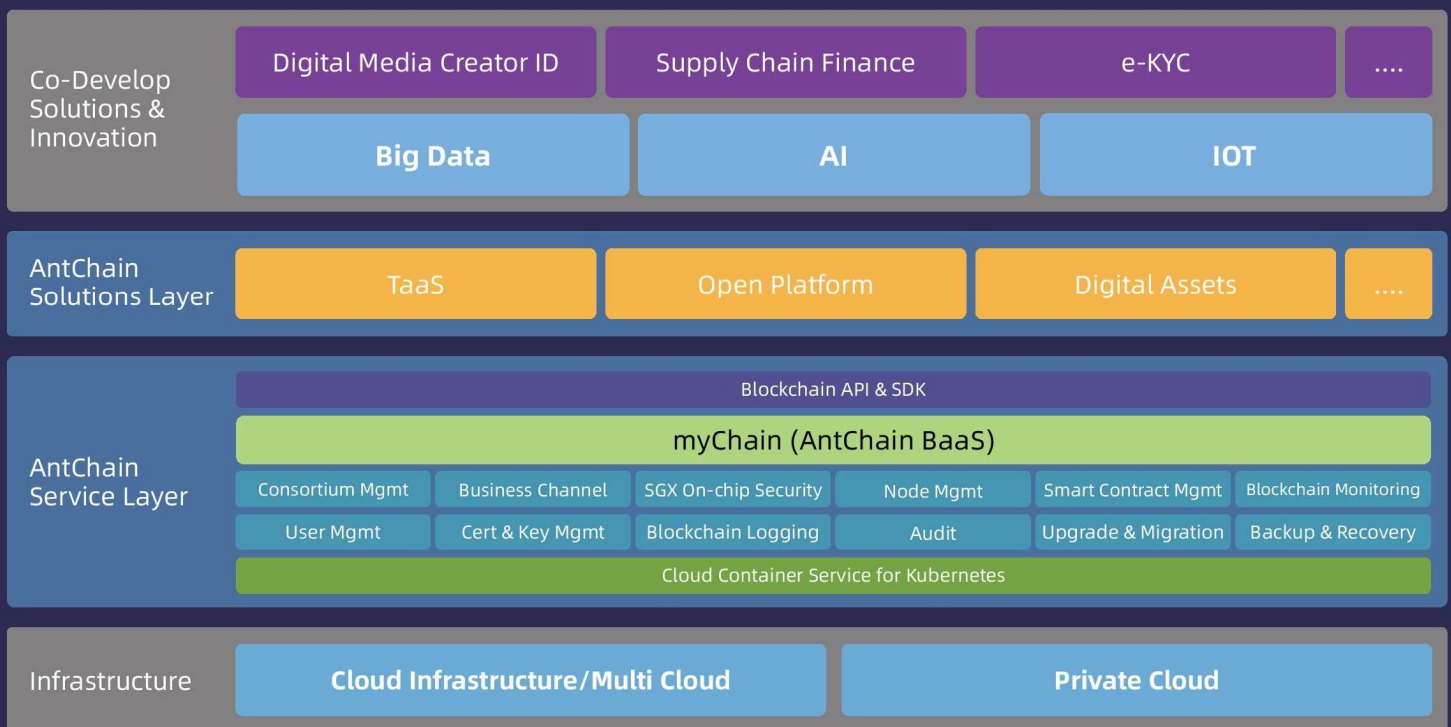 Co-Develop
Solutions &
Innovation
Digital Media Creator ID
Supply Chain Finance
e-KYC
....
Big Data
AI
IOT
AntChain
Solutions Layer
TaaS
Open Platform
Digital Assets
....
AntChain
Service Layer
Blockchain API & SDK
myChain (AntChain BaaS)
Consortium Mgmt
Business Channel
SGX On-chip Security
Node Mgmt
Smart Contract Mgmt
Blockchain Monitoring
User Mgmt
Cert & Key Mgmt
Blockchain Logging
Audit
Upgrade & Migration
Backup & Recovery
Cloud Container Service for Kubernetes
Infrastructure
Cloud Infrastructure/Multi Cloud
Private Cloud